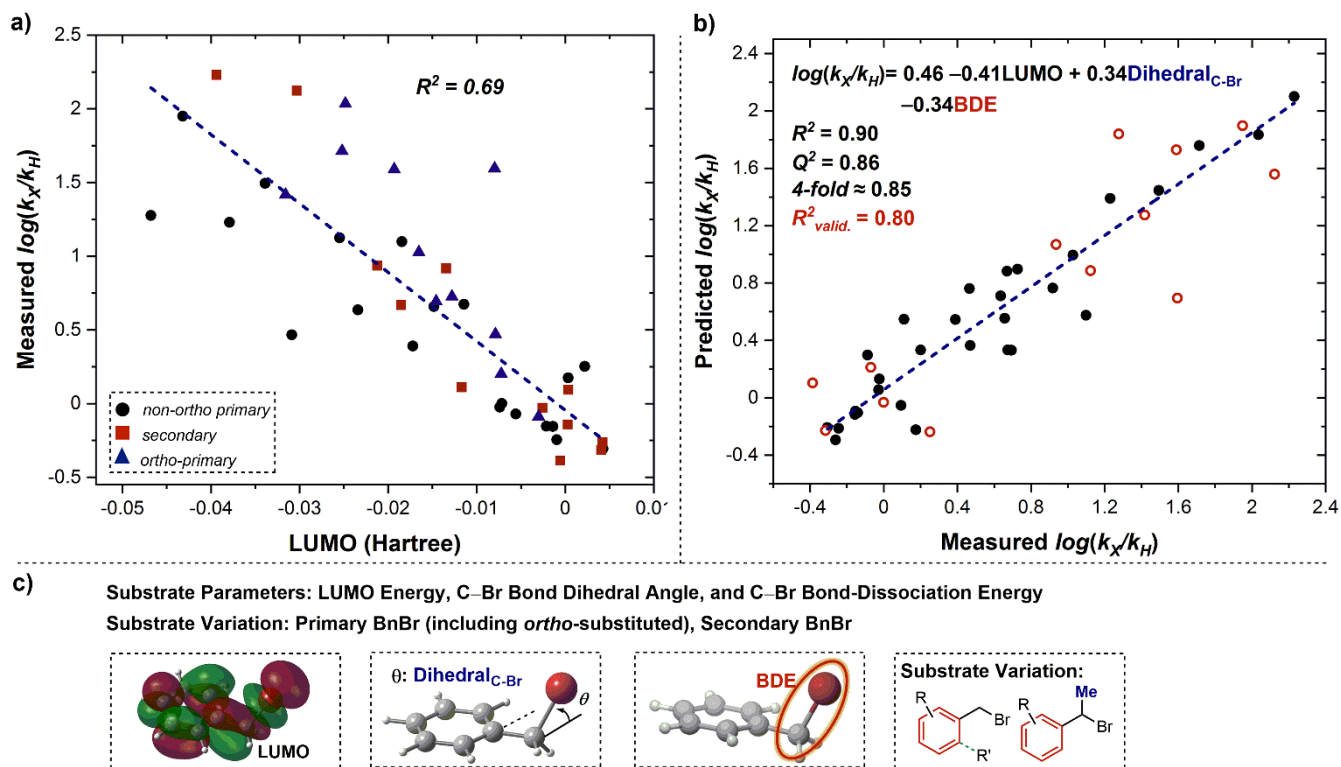 a)
2.5
2
1.5
1
0.5
0
-0.5
Measured log(kX/kH)
R² = 0.69
non-ortho primary
secondary
ortho-primary
-0.05 -0.04 -0.03 -0.02 -0.01 0 0.0
LUMO (Hartree)
b)
2.4
2.0
1.6
1.2
0.8
0.4
0
-0.4
Predicted log(kX/kH)
log(kX/kH)= 0.46 –0.41LUMO + 0.34DihedralC-Br
–0.34BDE
R² = 0.90
Q² = 0.86
4-fold ≈ 0.85
R²valid. = 0.80
-0.4 0 0.4 0.8 1.2 1.6 2.0 2.4
Measured log(kX/kH)
c)
Substrate Parameters: LUMO Energy, C–Br Bond Dihedral Angle, and C–Br Bond-Dissociation Energy
Substrate Variation: Primary BnBr (including ortho-substituted), Secondary BnBr
LUMO
θ: DihedralC-Br
θ
BDE
Substrate Variation:
R
Br
R'
Me
R
Br